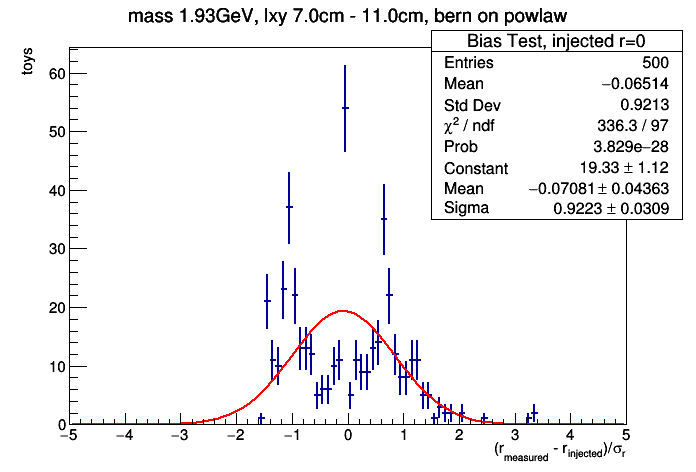 mass 1.93GeV, lxy 7.0cm - 11.0cm, bern on powlaw
Bias Test, injected r=0
Entries 500
Mean −0.06514
Std Dev 0.9213
χ² / ndf 336.3 / 97
Prob 3.829e−28
Constant 19.33 ± 1.12
Mean −0.07081 ± 0.04363
Sigma 0.9223 ± 0.0309
toys
60
50
40
30
20
10
0
−5 −4 −3 −2 −1 0 1 2 3 4 5
(r_measured - r_injected)/σ_r